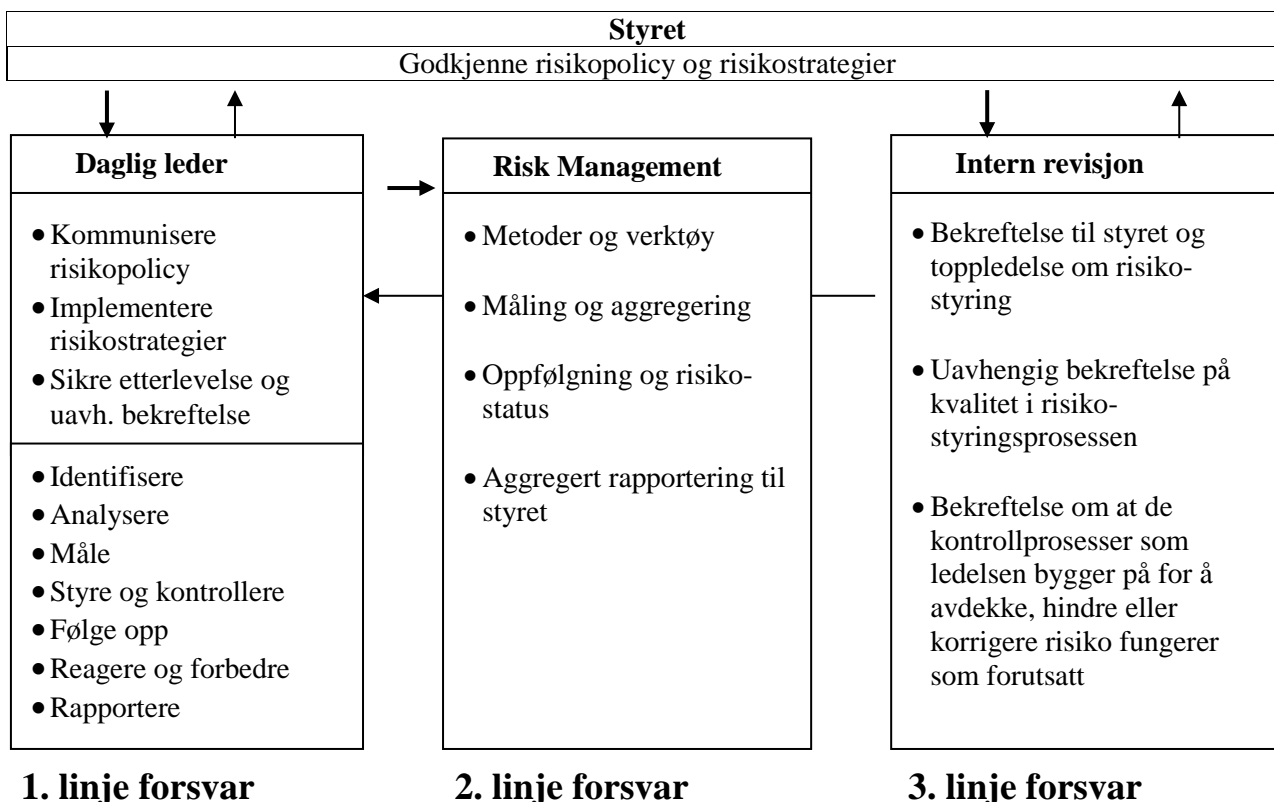 Styret
Godkjenne risikopolicy og risikostrategier
Daglig leder
• Kommunisere
risikopolicy
• Implementere
risikostrategier
• Sikre etterlevelse og
uavh. bekreftelse
• Identifisere
• Analysere
• Måle
• Styre og kontrollere
• Følge opp
• Reagere og forbedre
• Rapportere
1. linje forsvar
Risk Management
• Metoder og verktøy
• Måling og aggregering
• Oppfølgning og risiko-
status
• Aggregert rapportering til
styret
2. linje forsvar
Intern revisjon
• Bekreftelse til styret og
toppledelse om risiko-
styring
• Uavhengig bekreftelse på
kvalitet i risiko-
styringsprosessen
• Bekreftelse om at de
kontrollprosesser som
ledelsen bygger på for å
avdekke, hindre eller
korrigere risiko fungerer
som forutsatt
3. linje forsvar